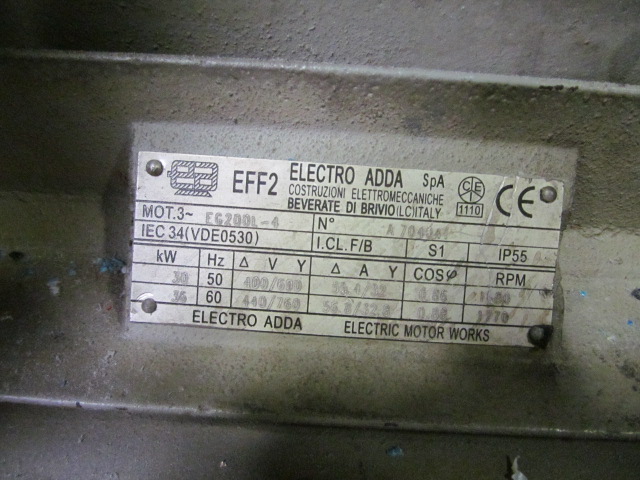 EFF2 ELECTRO ADDA SpA
COSTRUZIONI ELETTROMECCANICHE
BEVERATE DI BRIVIO(LC)ITALY
CE
1110
CE
MOT.3~ N°
IEC 34(VDE0530) I.CL.F/B S1 IP55
kW Hz Δ V Y Δ A Y COSφ RPM
30 50 400/690
36 60 440/760 1770
ELECTRO ADDA ELECTRIC MOTOR WORKS